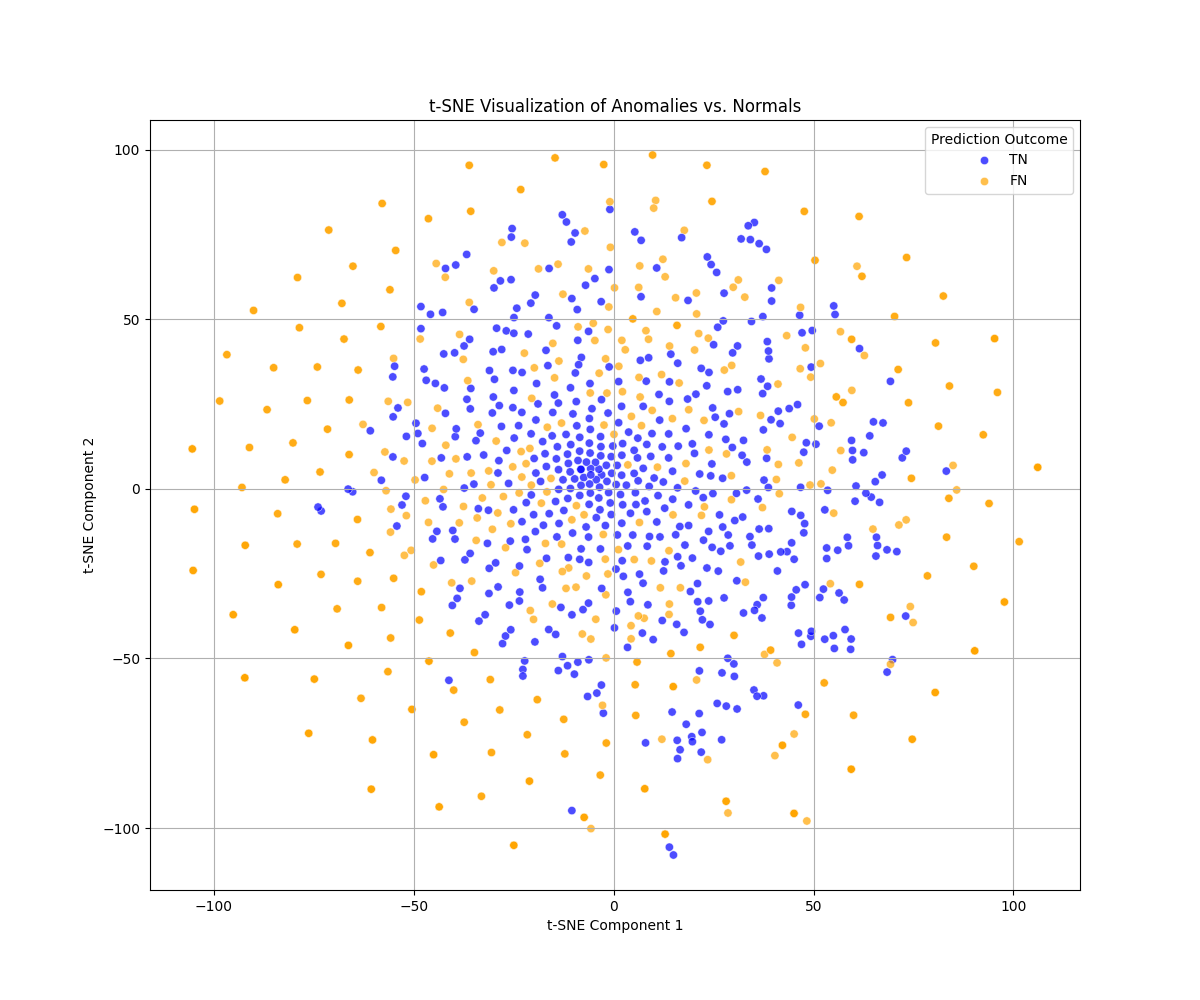 t-SNE Visualization of Anomalies vs. Normals
Prediction Outcome
TN
FN
100
50
0
−50
−100
t-SNE Component 2
−100
−50
0
50
100
t-SNE Component 1